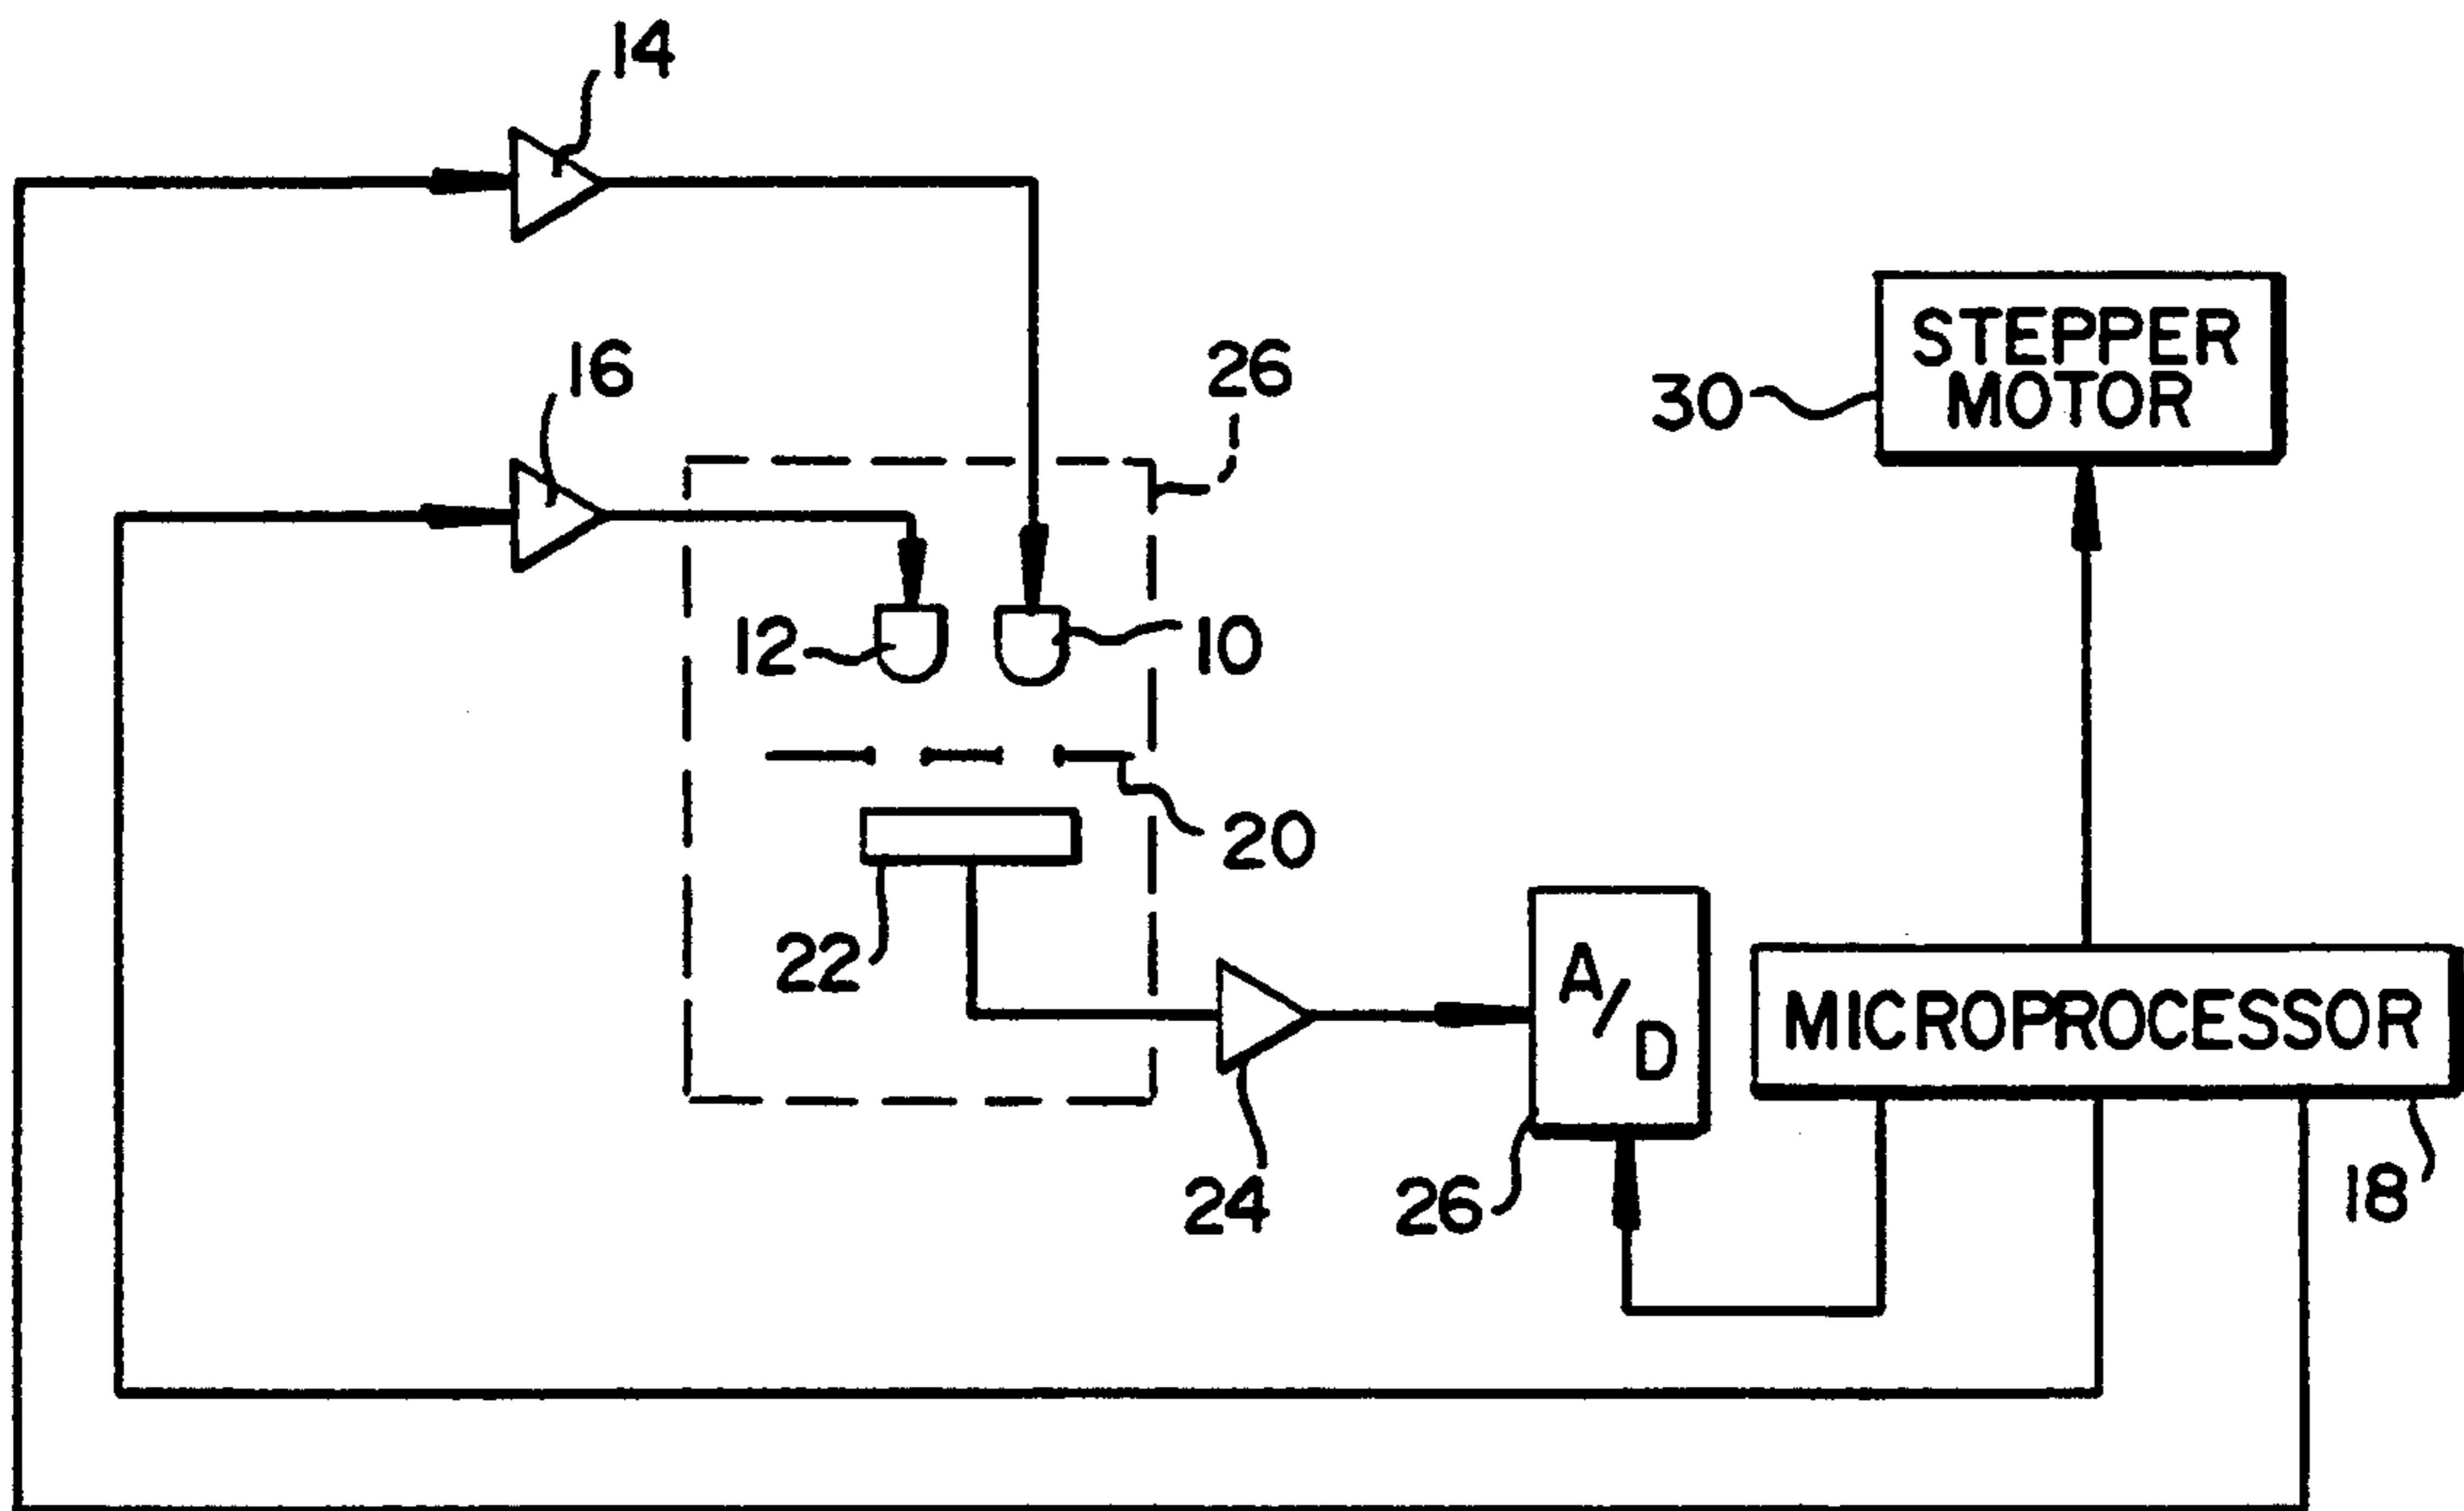 14
16
26
STEPPER
MOTOR
30
12
10
20
22
A/D
MICROPROCESSOR
24
26
18